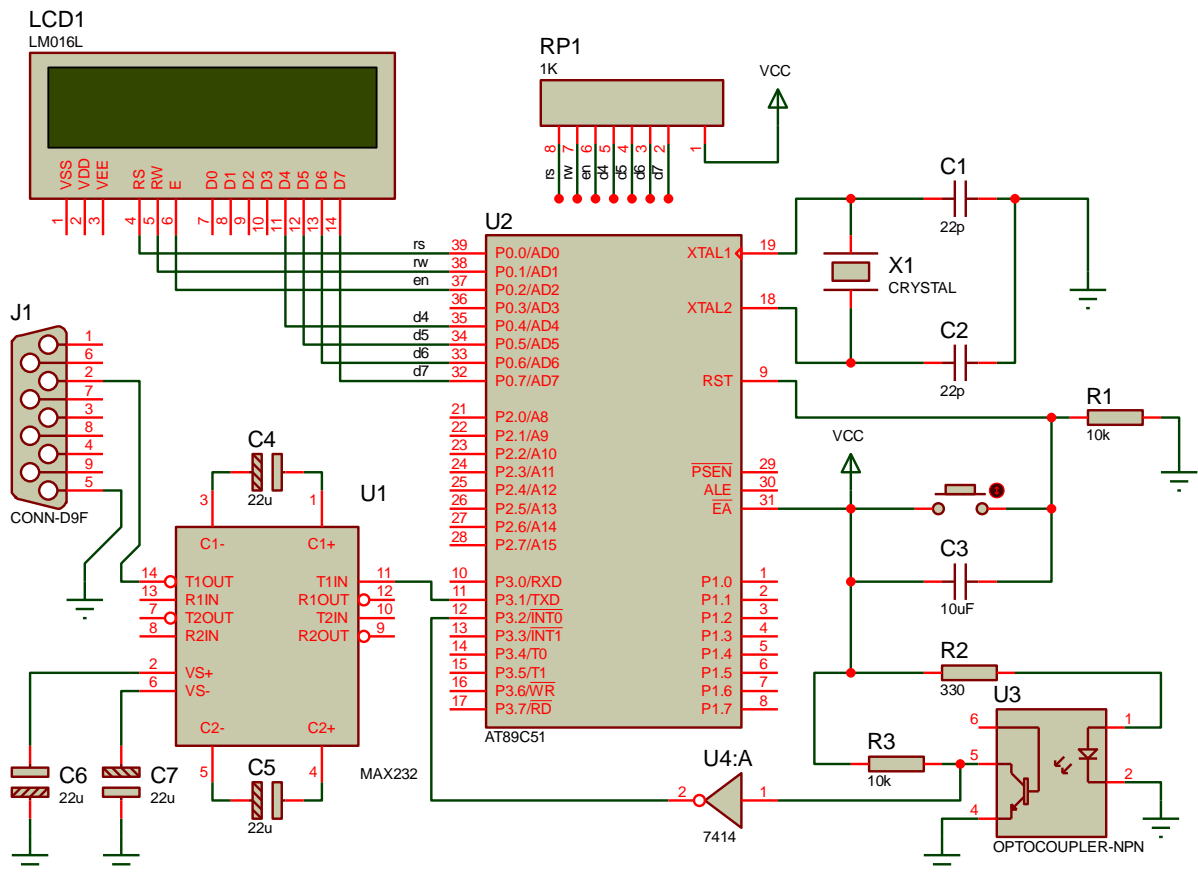 LCD1
LM016L
VSS VDD VEE RS RW E D0 D1 D2 D3 D4 D5 D6 D7
1 2 3 4 5 6 7 8 9 10 11 12 13 14
RP1
1K
VCC
8 7 6 5 4 3 2 1
rs rw en d4 d5 d6 d7
C1
22p
X1
CRYSTAL
C2
22p
U2
rs 39 P0.0/AD0
rw 38 P0.1/AD1
en 37 P0.2/AD2
36 P0.3/AD3
d4 35 P0.4/AD4
d5 34 P0.5/AD5
d6 33 P0.6/AD6
d7 32 P0.7/AD7
21 P2.0/A8
22 P2.1/A9
23 P2.2/A10
24 P2.3/A11
25 P2.4/A12
26 P2.5/A13
27 P2.6/A14
28 P2.7/A15
10 P3.0/RXD
11 P3.1/TXD
12 P3.2/INT0
13 P3.3/INT1
14 P3.4/T0
15 P3.5/T1
16 P3.6/WR
17 P3.7/RD
XTAL1 19
XTAL2 18
RST 9
PSEN 29
ALE 30
EA 31
P1.0 1
P1.1 2
P1.2 3
P1.3 4
P1.4 5
P1.5 6
P1.6 7
P1.7 8
AT89C51
R1
10k
VCC
C3
10uF
J1
1
6
2
7
3
8
4
9
5
CONN-D9F
C4
22u
U1
3 1
C1- C1+
14 T1OUT T1IN 11
13 R1IN R1OUT 12
7 T2OUT T2IN 10
8 R2IN R2OUT 9
2 VS+
6 VS-
C2- C2+
5 4
MAX232
C6
22u
C7
22u
C5
22u
R2
330
U3
6
5
4
1
2
OPTOCOUPLER-NPN
R3
10k
U4:A
2 1
7414